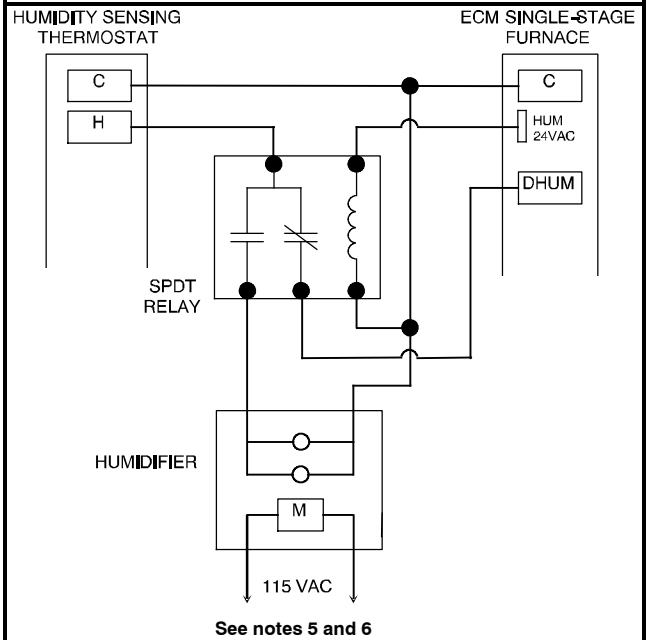 HUMIDITY SENSING
THERMOSTAT
ECM SINGLE-STAGE
FURNACE
C
C
H
HUM
24VAC
DHUM
SPDT
RELAY
HUMIDIFIER
M
115 VAC
See notes 5 and 6